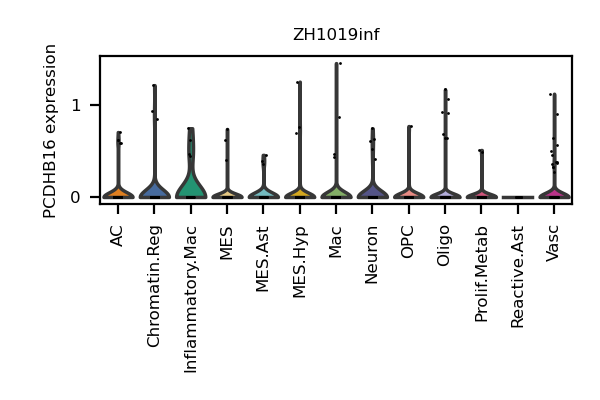 ZH1019inf
PCDHB16 expression
1
0
AC
Chromatin.Reg
Inflammatory.Mac
MES
MES.Ast
MES.Hyp
Mac
Neuron
OPC
Oligo
Prolif.Metab
Reactive.Ast
Vasc